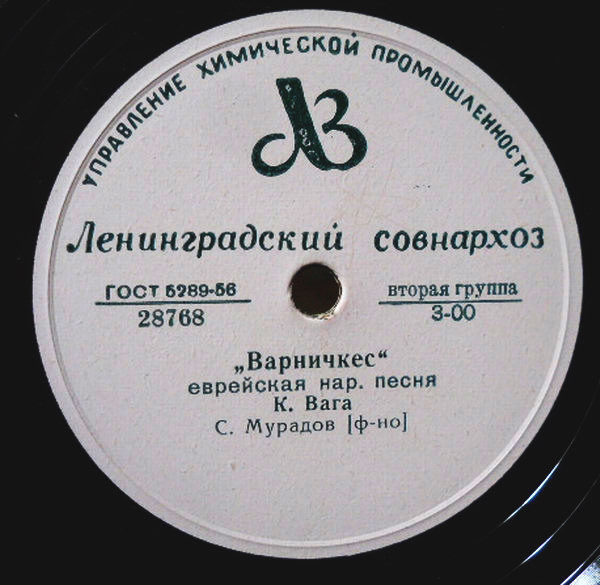 УПРАВЛЕНИЕ ХИМИЧЕСКОЙ ПРОМЫШЛЕННОСТИ
ЛЗ
Ленинградский совнархоз
ГОСТ 5289-56
28768
вторая группа
3-00
„Варничкес“
еврейская нар. песня
К. Вага
С. Мурадов [ф-но]